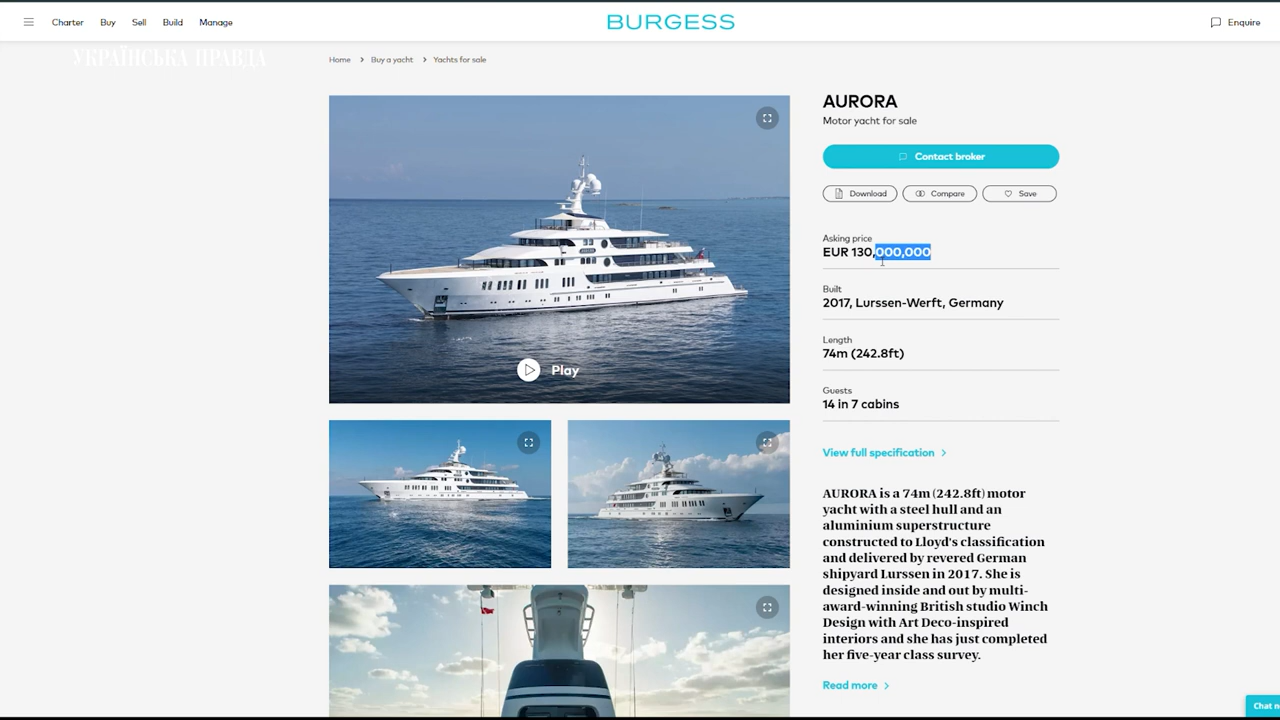 Charter Buy Sell Build Manage
BURGESS
Enquire
УКРАЇНСЬКА ПРАВДА
Home > Buy a yacht > Yachts for sale
AURORA
Motor yacht for sale
Contact broker
Download
Compare
Save
Asking price
EUR 130,000,000
Built
2017, Lurssen-Werft, Germany
Length
74m (242.8ft)
Guests
14 in 7 cabins
View full specification >
Play
AURORA is a 74m (242.8ft) motor
yacht with a steel hull and an
aluminium superstructure
constructed to Lloyd's classification
and delivered by revered German
shipyard Lurssen in 2017. She is
designed inside and out by multi-
award-winning British studio Winch
Design with Art Deco-inspired
interiors and she has just completed
her five-year class survey.
Read more >
Chat